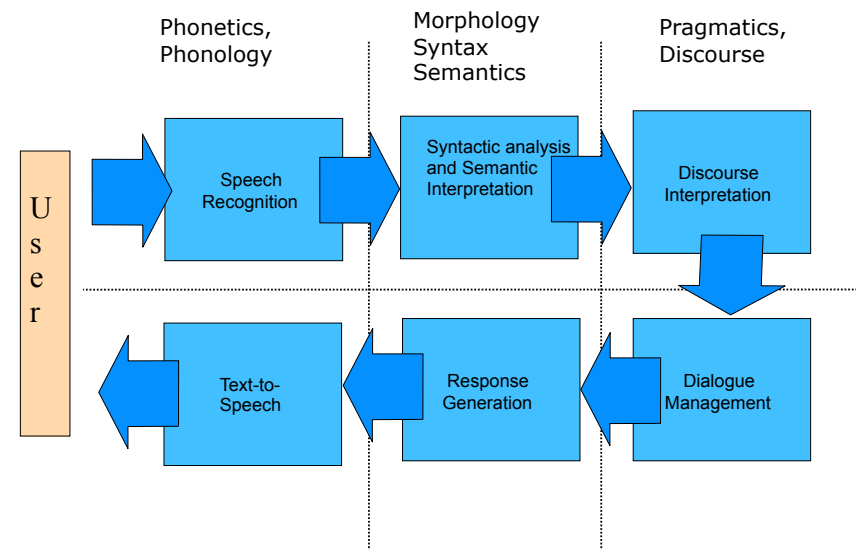 Phonetics,
Phonology
Morphology
Syntax
Semantics
Pragmatics,
Discourse
U
s
e
r
Speech
Recognition
Syntactic analysis
and Semantic
Interpretation
Discourse
Interpretation
Text-to-
Speech
Response
Generation
Dialogue
Management